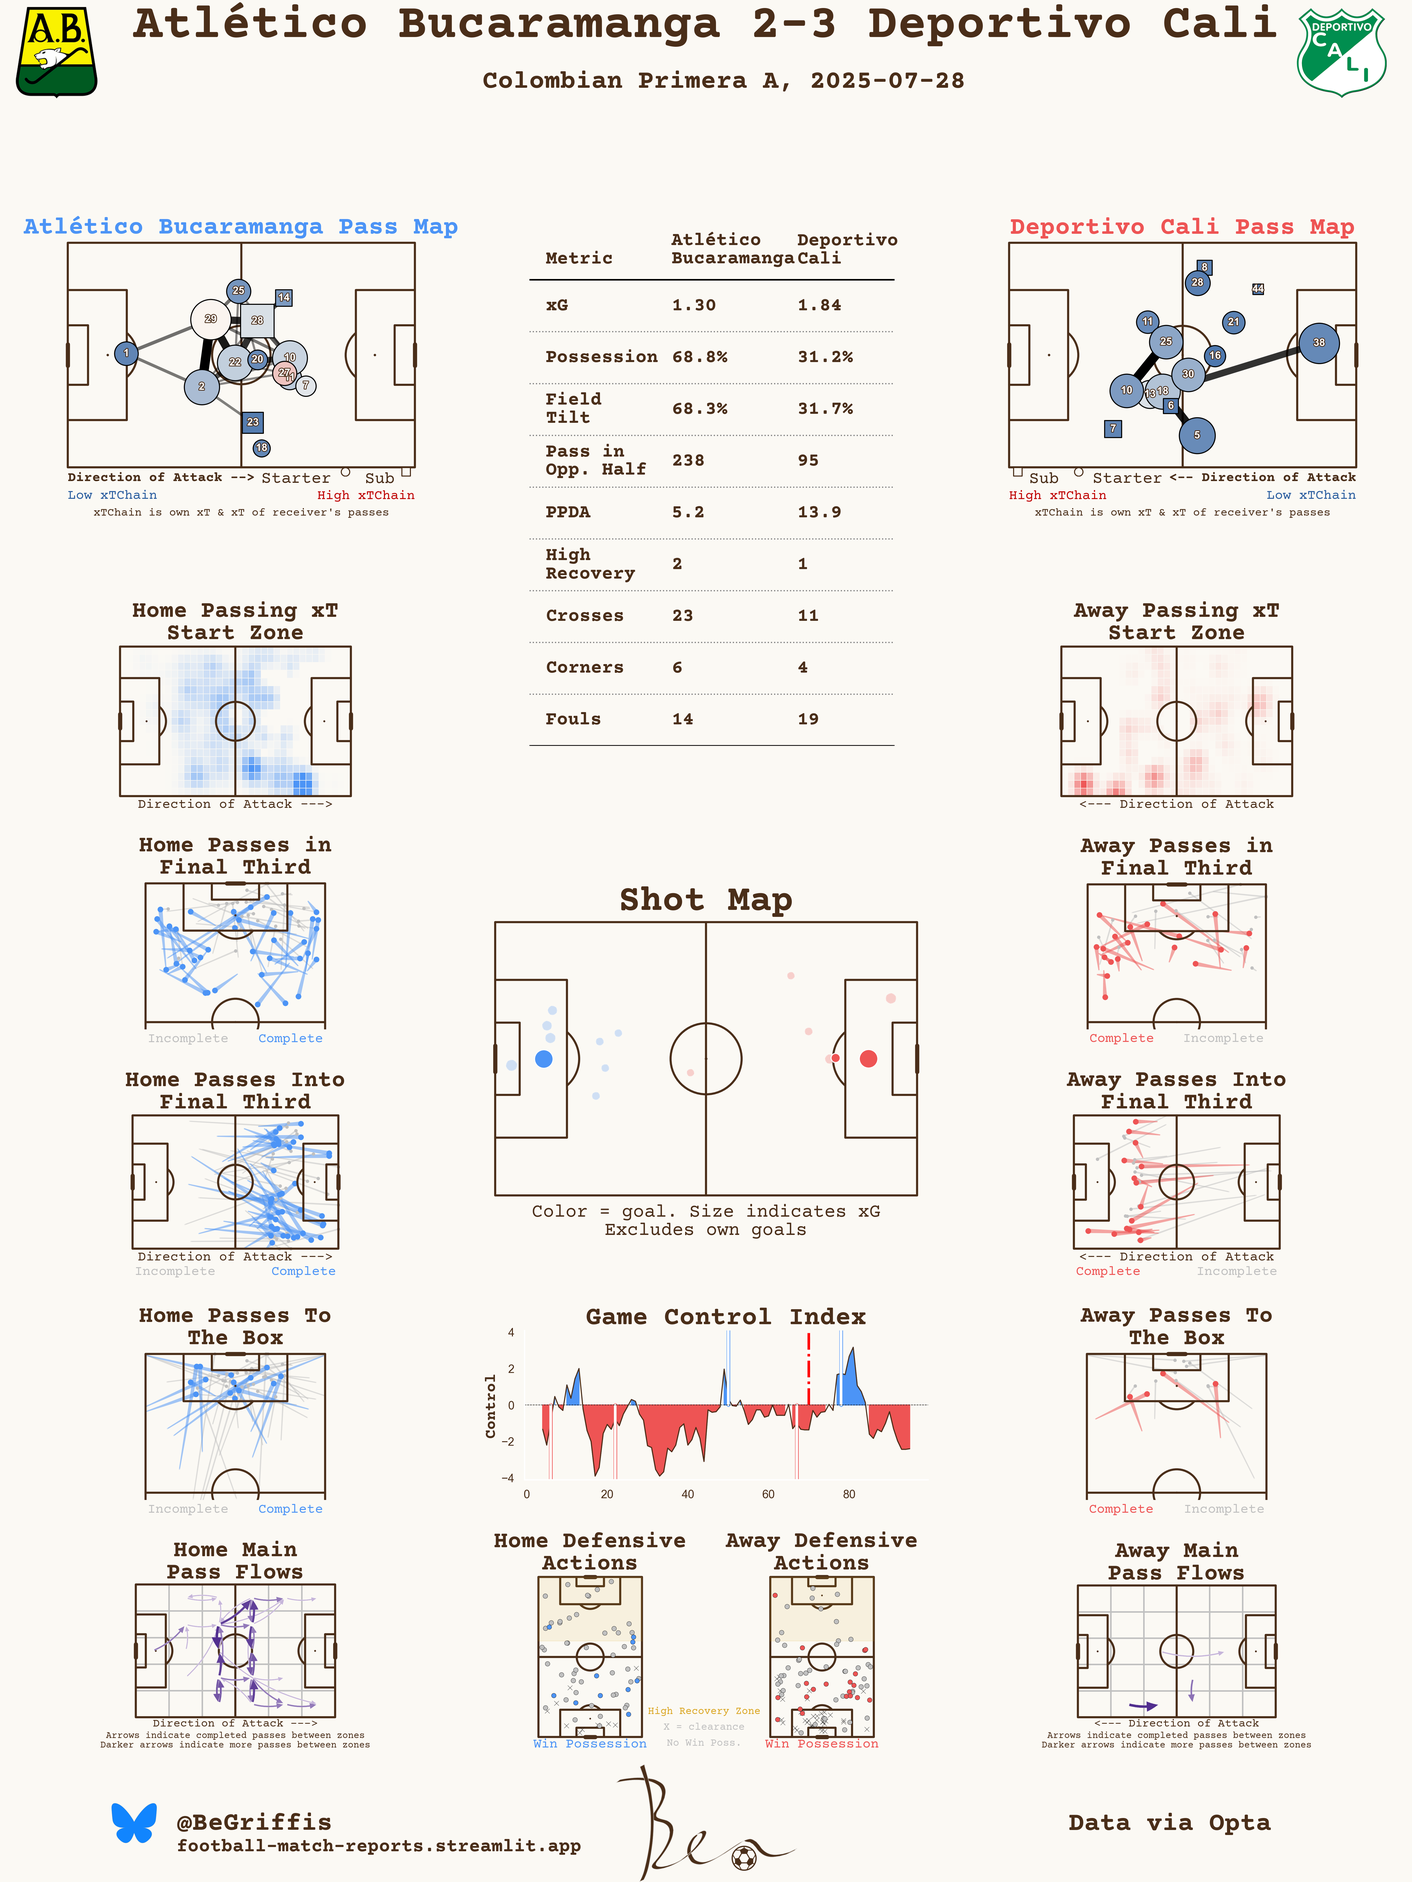 Atlético Bucaramanga 2-3 Deportivo Cali
Colombian Primera A, 2025-07-28
A.B.
DEPORTIVO
CALI
Atlético Bucaramanga Pass Map
25
14
29
28
1
22
20
10
27
11
7
2
23
18
Direction of Attack --> Starter Sub
Low xTChain High xTChain
xTChain is own xT & xT of receiver's passes
Metric Atlético Bucaramanga Deportivo Cali
xG 1.30 1.84
Possession 68.8% 31.2%
Field Tilt 68.3% 31.7%
Pass in Opp. Half 238 95
PPDA 5.2 13.9
High Recovery 2 1
Crosses 23 11
Corners 6 4
Fouls 14 19
Deportivo Cali Pass Map
8
28
44
11
21
25
38
16
30
10
13
18
6
7
5
Sub Starter <-- Direction of Attack
High xTChain Low xTChain
xTChain is own xT & xT of receiver's passes
Home Passing xT
Start Zone
Direction of Attack --->
Away Passing xT
Start Zone
<--- Direction of Attack
Home Passes in
Final Third
Incomplete Complete
Away Passes in
Final Third
Complete Incomplete
Shot Map
Color = goal. Size indicates xG
Excludes own goals
Home Passes Into
Final Third
Direction of Attack --->
Incomplete Complete
Away Passes Into
Final Third
<--- Direction of Attack
Complete Incomplete
Home Passes To
The Box
Incomplete Complete
Game Control Index
Control
4
2
0
−2
−4
0 20 40 60 80
Away Passes To
The Box
Complete Incomplete
Home Main
Pass Flows
Direction of Attack --->
Arrows indicate completed passes between zones
Darker arrows indicate more passes between zones
Home Defensive
Actions
Win Possession
High Recovery Zone
X = clearance
No Win Poss.
Away Defensive
Actions
Win Possession
Away Main
Pass Flows
<--- Direction of Attack
Arrows indicate completed passes between zones
Darker arrows indicate more passes between zones
@BeGriffis
football-match-reports.streamlit.app
Ben
Data via Opta